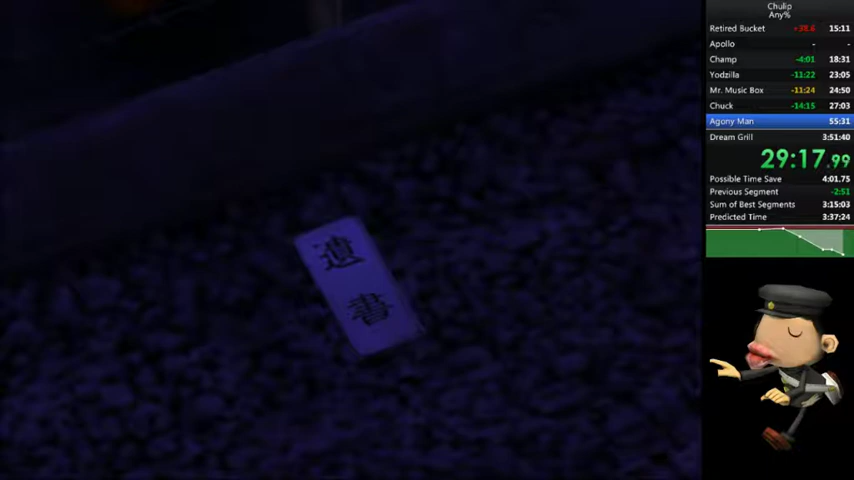 Chulip
Any%
Retired Bucket +38.6 15:11
Apollo - -
Champ -4:01 18:31
Yodzilla -11:22 23:05
Mr. Music Box -11:24 24:50
Chuck -14:15 27:03
Agony Man 55:31
Dream Grill 3:51:40
29:17.99
Possible Time Save 4:01.75
Previous Segment -2:51
Sum of Best Segments 3:15:03
Predicted Time 3:37:24
遺
書